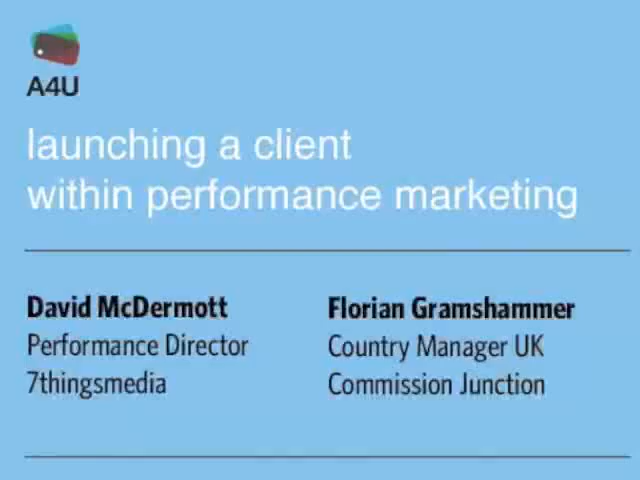 A4U
launching a client
within performance marketing
David McDermott
Performance Director
7thingsmedia
Florian Gramshammer
Country Manager UK
Commission Junction